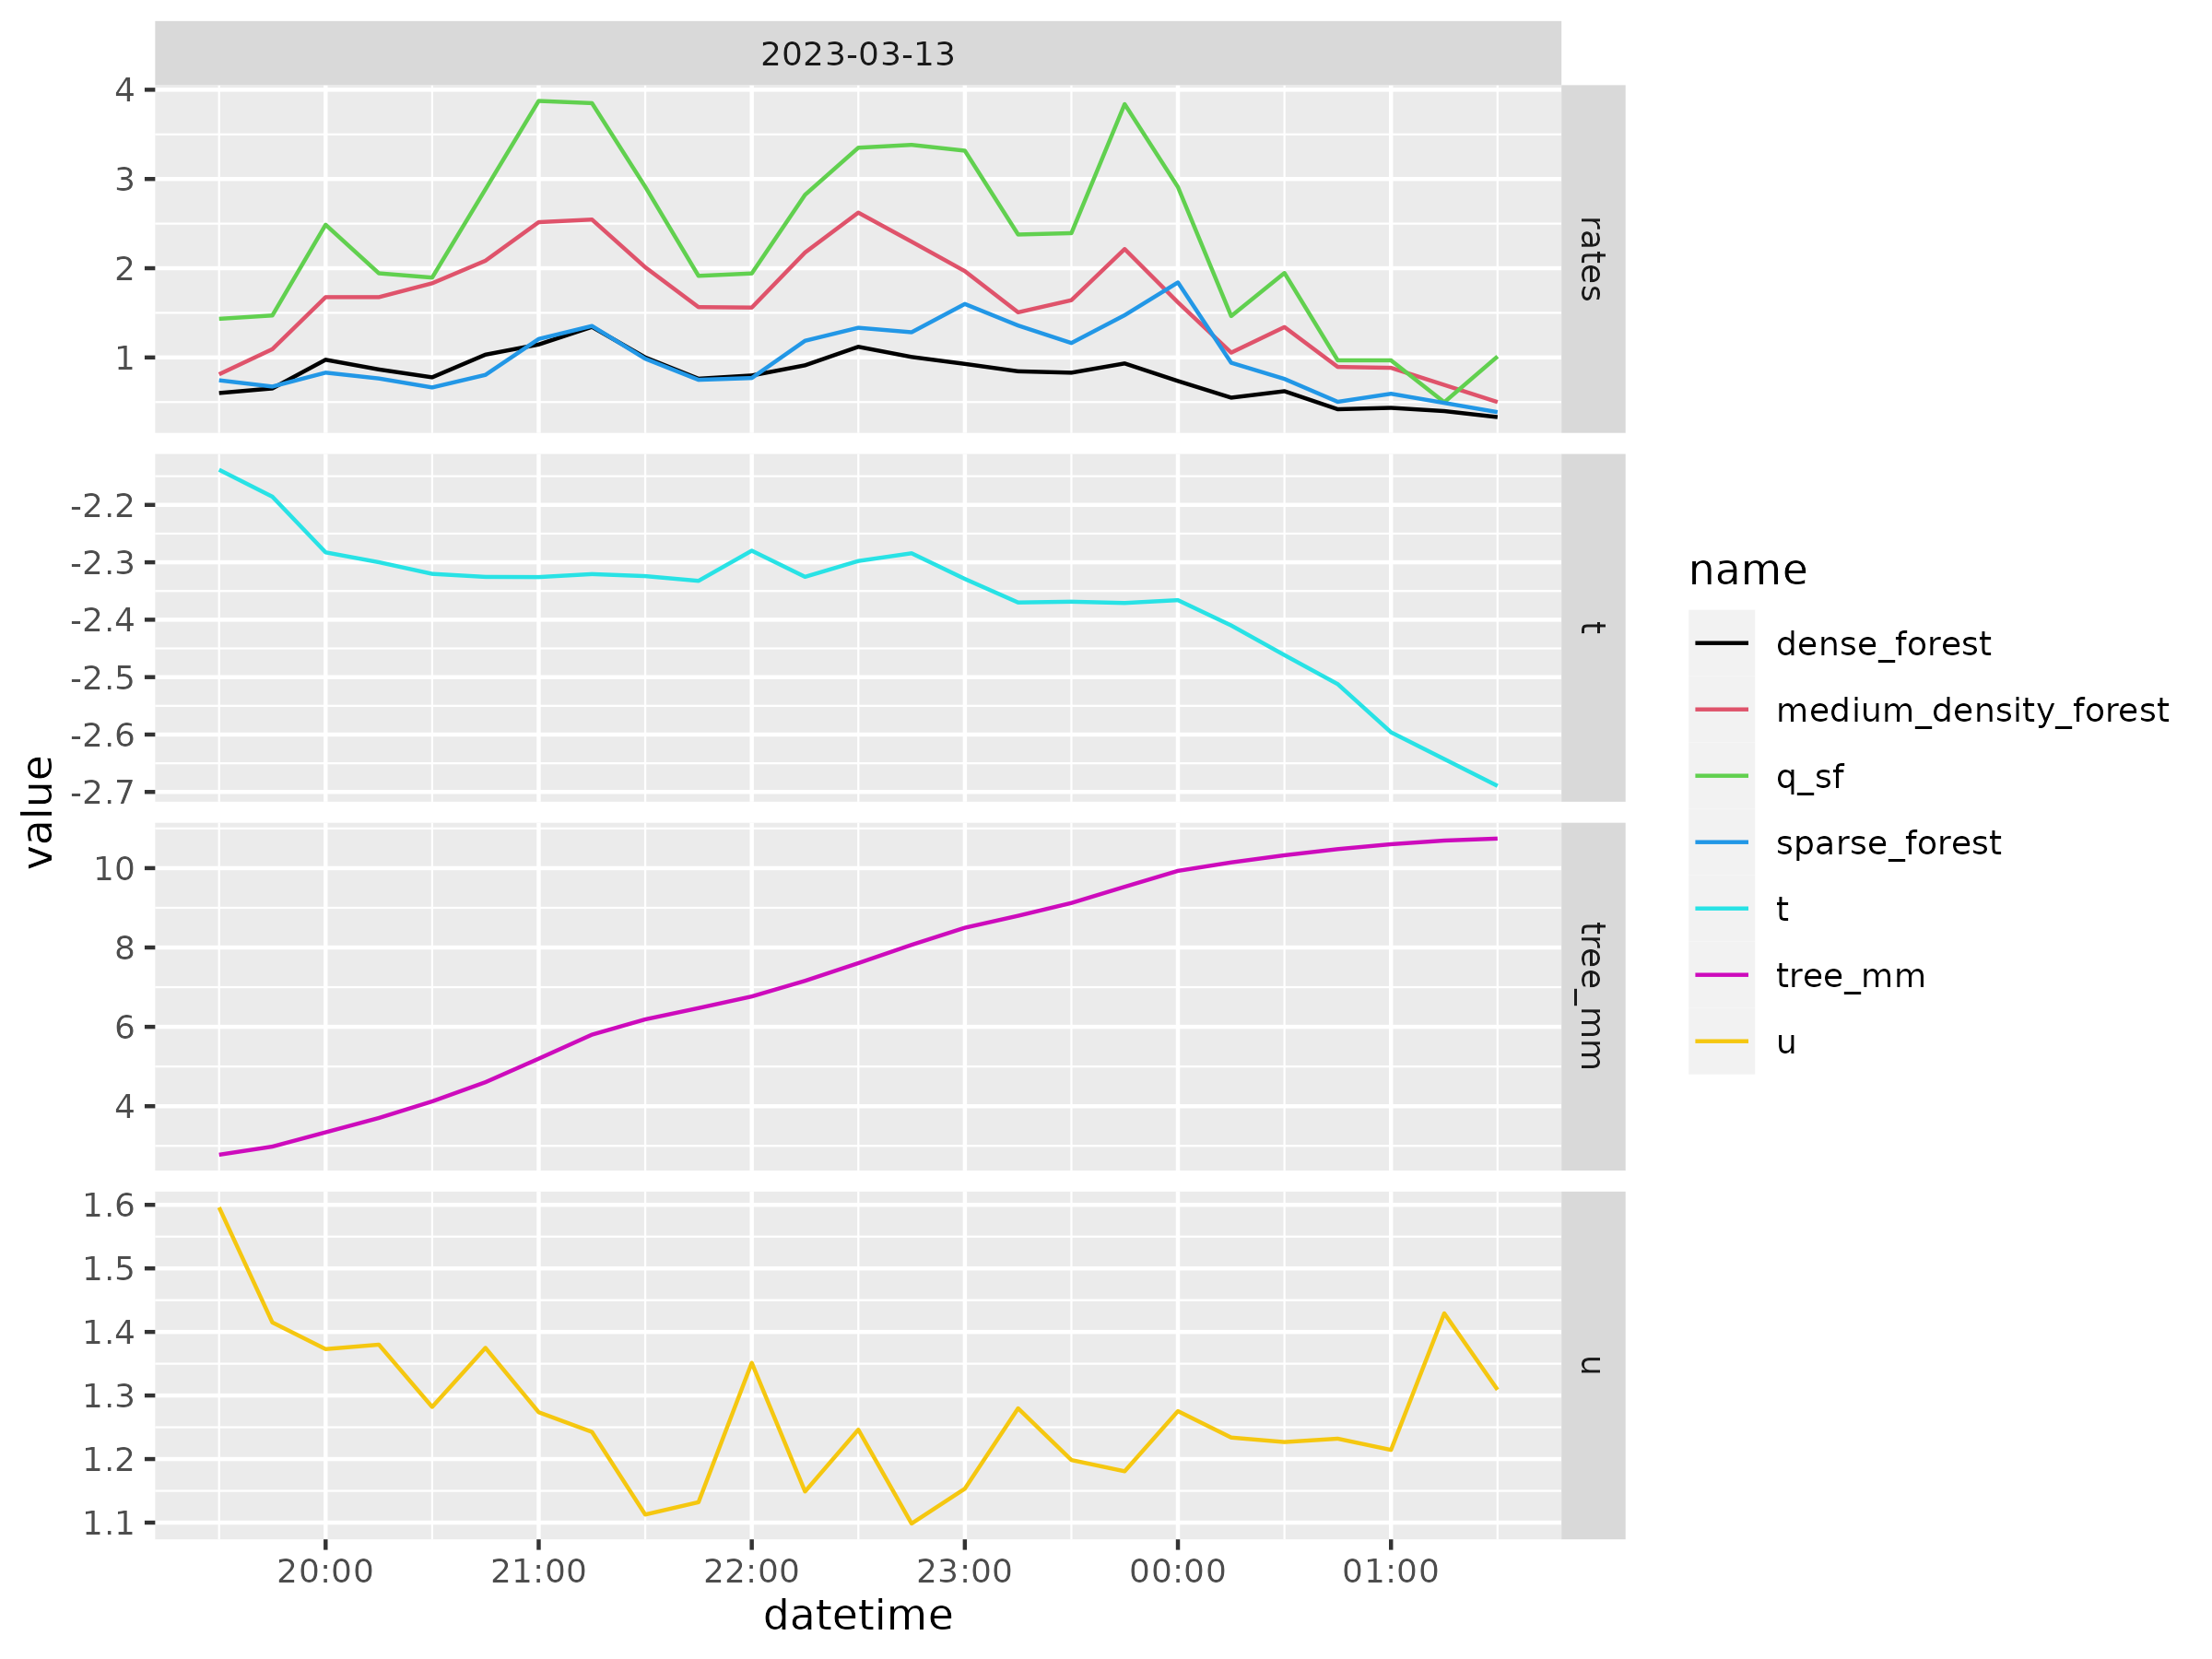 2023-03-13
4
3
2
1
rates
-2.2
-2.3
-2.4
-2.5
-2.6
-2.7
t
10
8
6
4
tree_mm
1.6
1.5
1.4
1.3
1.2
1.1
u
20:00 21:00 22:00 23:00 00:00 01:00
datetime
value
name
dense_forest
medium_density_forest
q_sf
sparse_forest
t
tree_mm
u